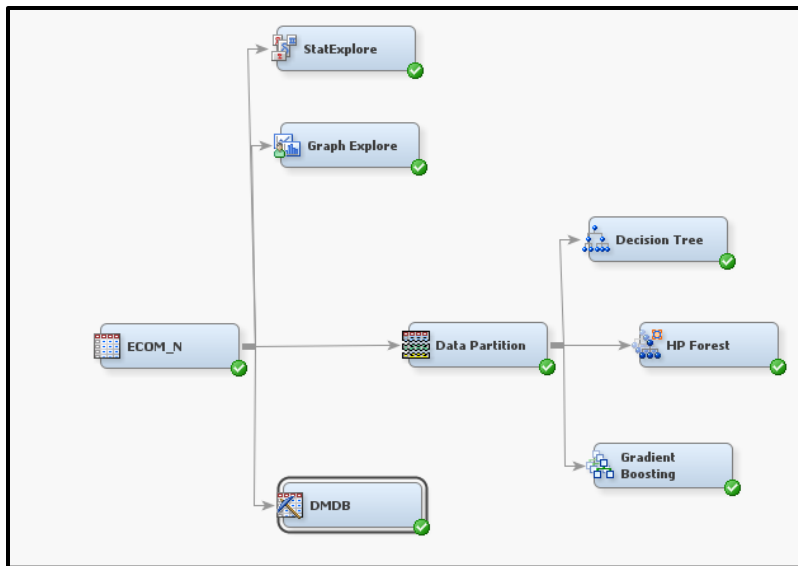 StatExplore
Graph Explore
Decision Tree
ECOM_N
Data Partition
HP Forest
Gradient
Boosting
DMDB